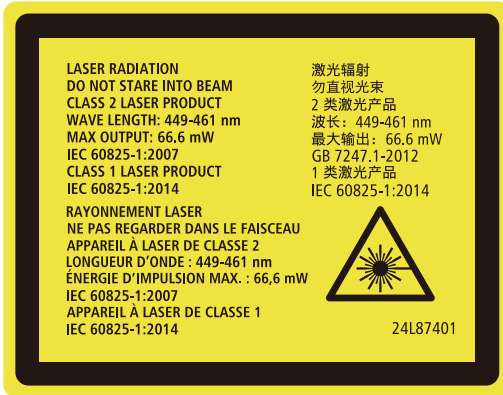 LASER RADIATION
DO NOT STARE INTO BEAM
CLASS 2 LASER PRODUCT
WAVE LENGTH: 449-461 nm
MAX OUTPUT: 66.6 mW
IEC 60825-1:2007
CLASS 1 LASER PRODUCT
IEC 60825-1:2014
RAYONNEMENT LASER
NE PAS REGARDER DANS LE FAISCEAU
APPAREIL À LASER DE CLASSE 2
LONGUEUR D'ONDE : 449-461 nm
ÉNERGIE D'IMPULSION MAX. : 66,6 mW
IEC 60825-1:2007
APPAREIL À LASER DE CLASSE 1
IEC 60825-1:2014
激光辐射
勿直视光束
2 类激光产品
波长：449-461 nm
最大输出：66.6 mW
GB 7247.1-2012
1 类激光产品
IEC 60825-1:2014
24L87401